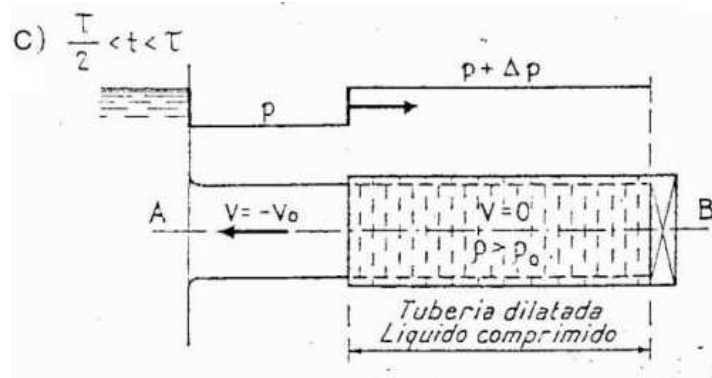 C) T/2 < t < τ
p + Δp
p
A
V = -V₀
V = 0
B
ρ > ρ₀.
Tuberia dilatada
Liquido comprimido